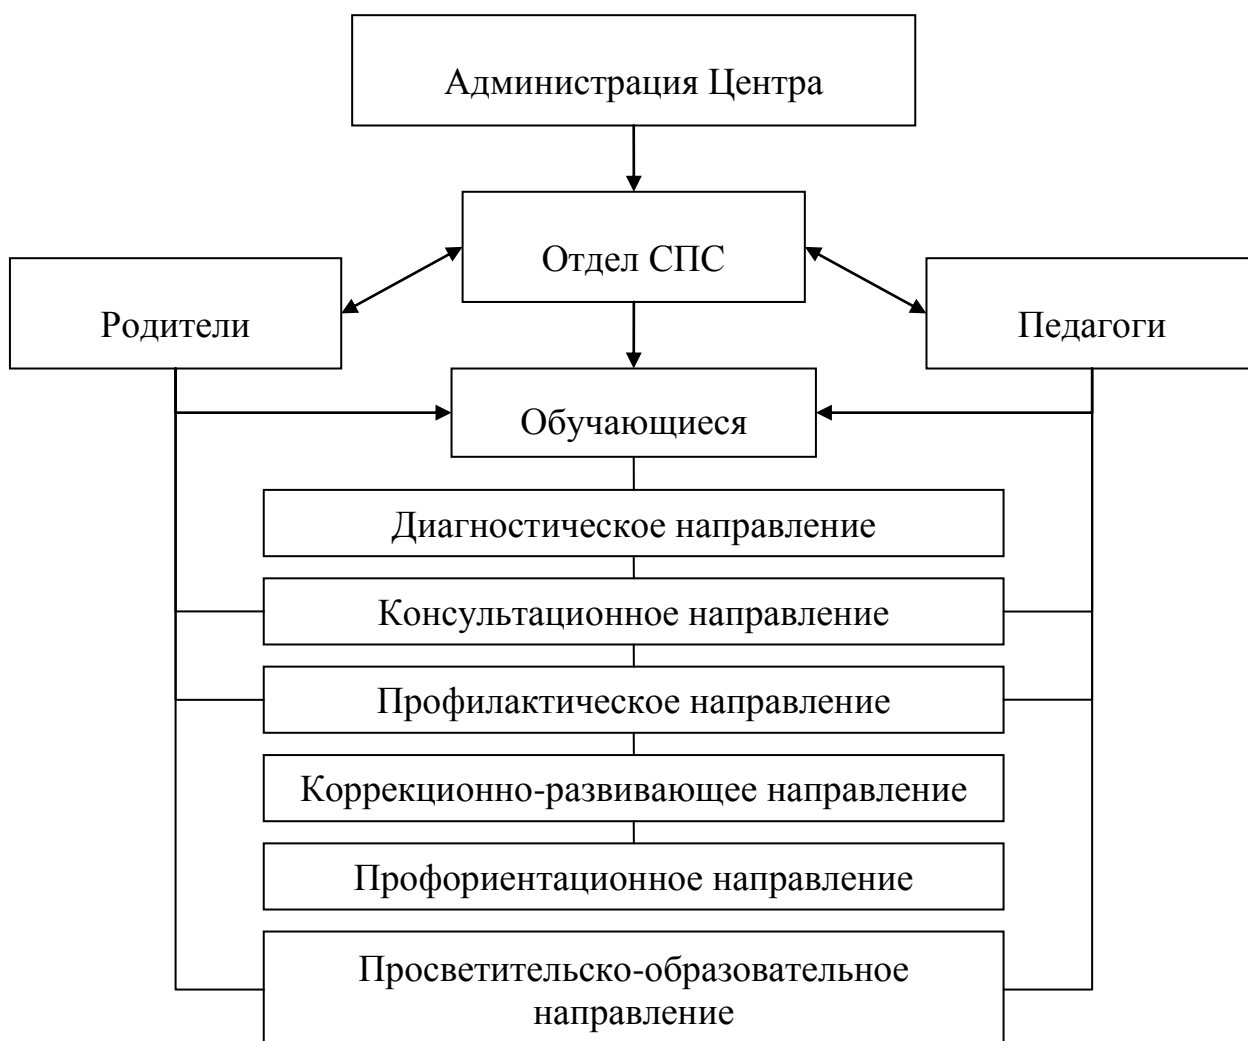 Администрация Центра
Отдел СПС
Родители
Педагоги
Обучающиеся
Диагностическое направление
Консультационное направление
Профилактическое направление
Коррекционно-развивающее направление
Профориентационное направление
Просветительско-образовательное
направление